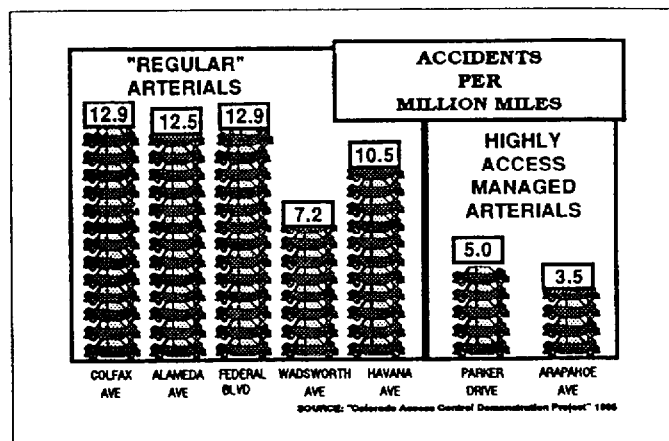 "REGULAR"
ARTERIALS
ACCIDENTS
PER
MILLION MILES
HIGHLY
ACCESS
MANAGED
ARTERIALS
12.9
12.5
12.9
7.2
10.5
5.0
3.5
COLFAX AVE
ALAMEDA AVE
FEDERAL BLVD
WADSWORTH AVE
HAVANA AVE
PARKER DRIVE
ARAPAHOE AVE
SOURCE: "Colorado Access Control Demonstration Project"